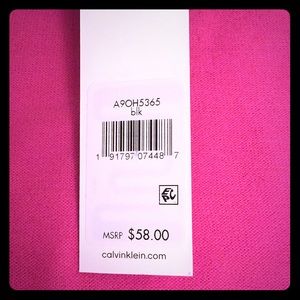 A9OH5365
blk
1 91797 07448 7
MSRP $58.00
calvinklein.com